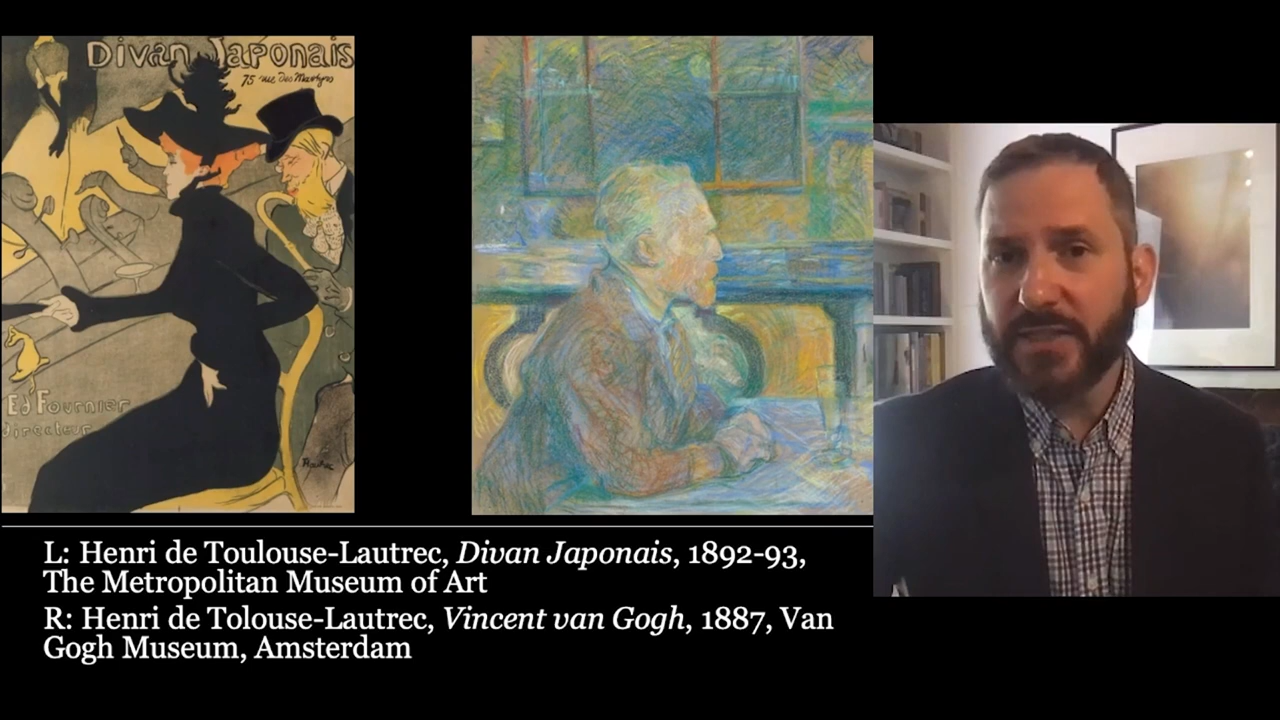 Divan Japonais
75 rue des Martyrs
Ed Fournier
directeur
L: Henri de Toulouse-Lautrec, Divan Japonais, 1892-93,
The Metropolitan Museum of Art
R: Henri de Tolouse-Lautrec, Vincent van Gogh, 1887, Van
Gogh Museum, Amsterdam